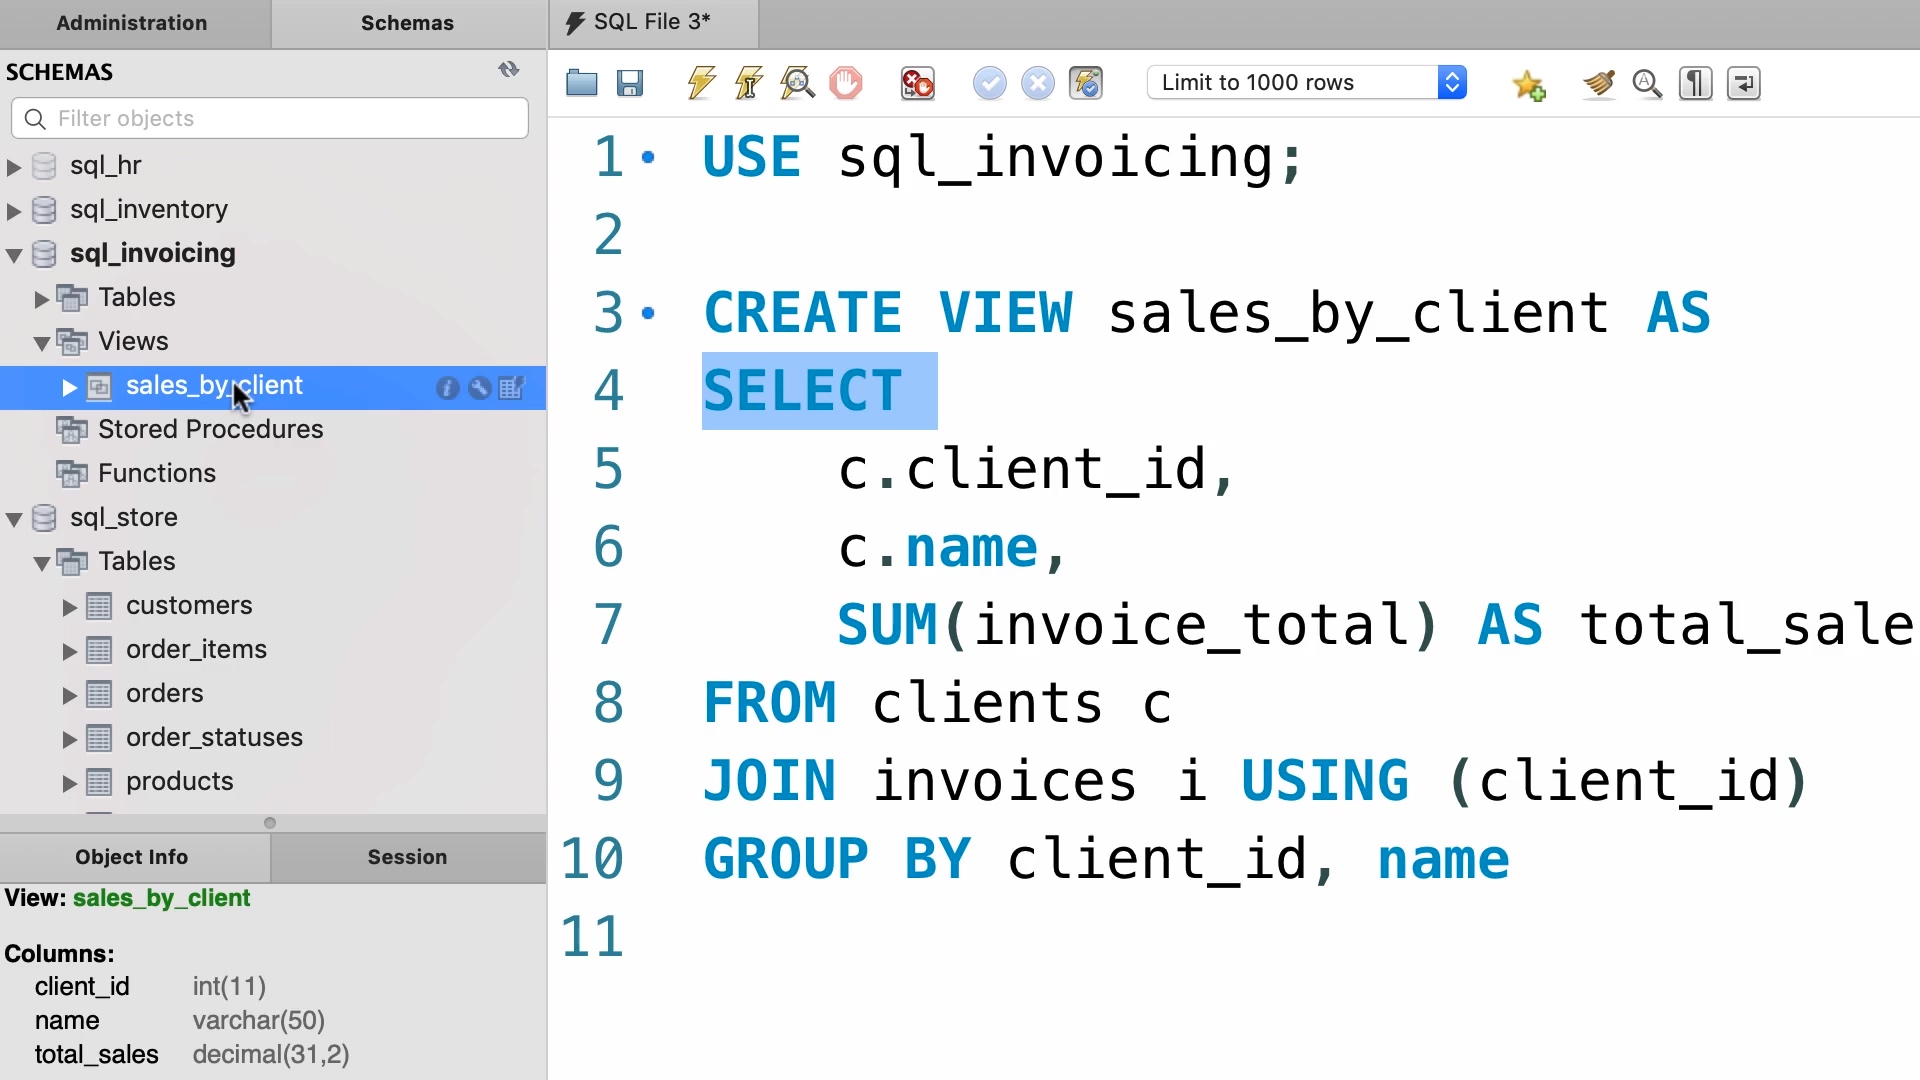 Administration
Schemas
SCHEMAS
Filter objects
sql_hr
sql_inventory
sql_invoicing
Tables
Views
sales_by_client
Stored Procedures
Functions
sql_store
Tables
customers
order_items
orders
order_statuses
products
Object Info
Session
View: sales_by_client
Columns:
client_id int(11)
name varchar(50)
total_sales decimal(31,2)
SQL File 3*
Limit to 1000 rows
1 USE sql_invoicing;
2
3 CREATE VIEW sales_by_client AS
4 SELECT
5 c.client_id,
6 c.name,
7 SUM(invoice_total) AS total_sale
8 FROM clients c
9 JOIN invoices i USING (client_id)
10 GROUP BY client_id, name
11